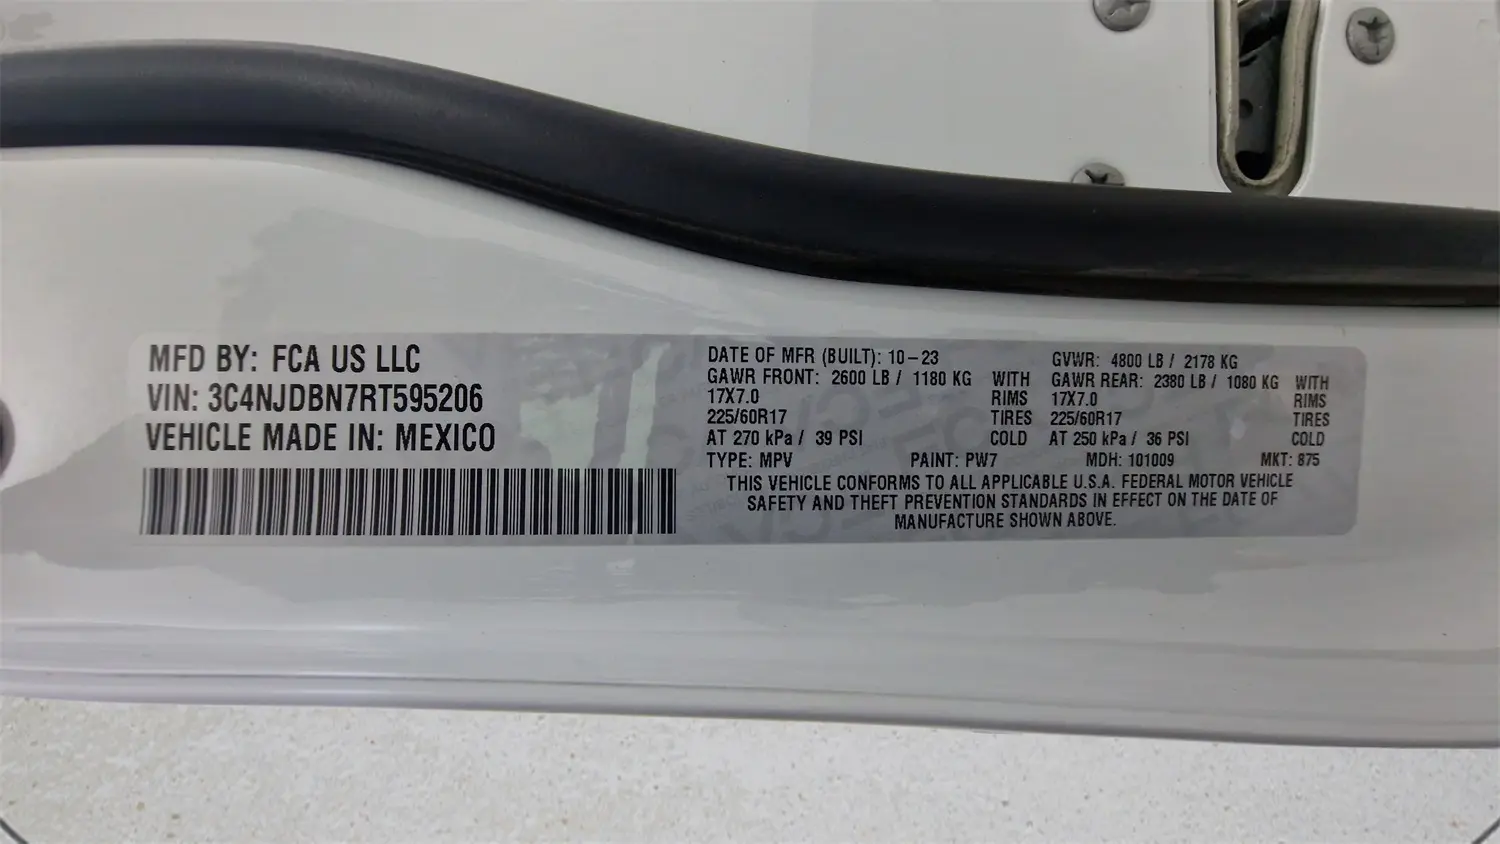 MFD BY: FCA US LLC
VIN: 3C4NJDBN7RT595206
VEHICLE MADE IN: MEXICO
DATE OF MFR (BUILT): 10-23
GAWR FRONT: 2600 LB / 1180 KG WITH
17X7.0 RIMS
225/60R17 TIRES
AT 270 kPa / 39 PSI COLD
GVWR: 4800 LB / 2178 KG
GAWR REAR: 2380 LB / 1080 KG WITH
17X7.0 RIMS
225/60R17 TIRES
AT 250 kPa / 36 PSI COLD
TYPE: MPV PAINT: PW7 MDH: 101009 MKT: 875
THIS VEHICLE CONFORMS TO ALL APPLICABLE U.S.A. FEDERAL MOTOR VEHICLE
SAFETY AND THEFT PREVENTION STANDARDS IN EFFECT ON THE DATE OF
MANUFACTURE SHOWN ABOVE.